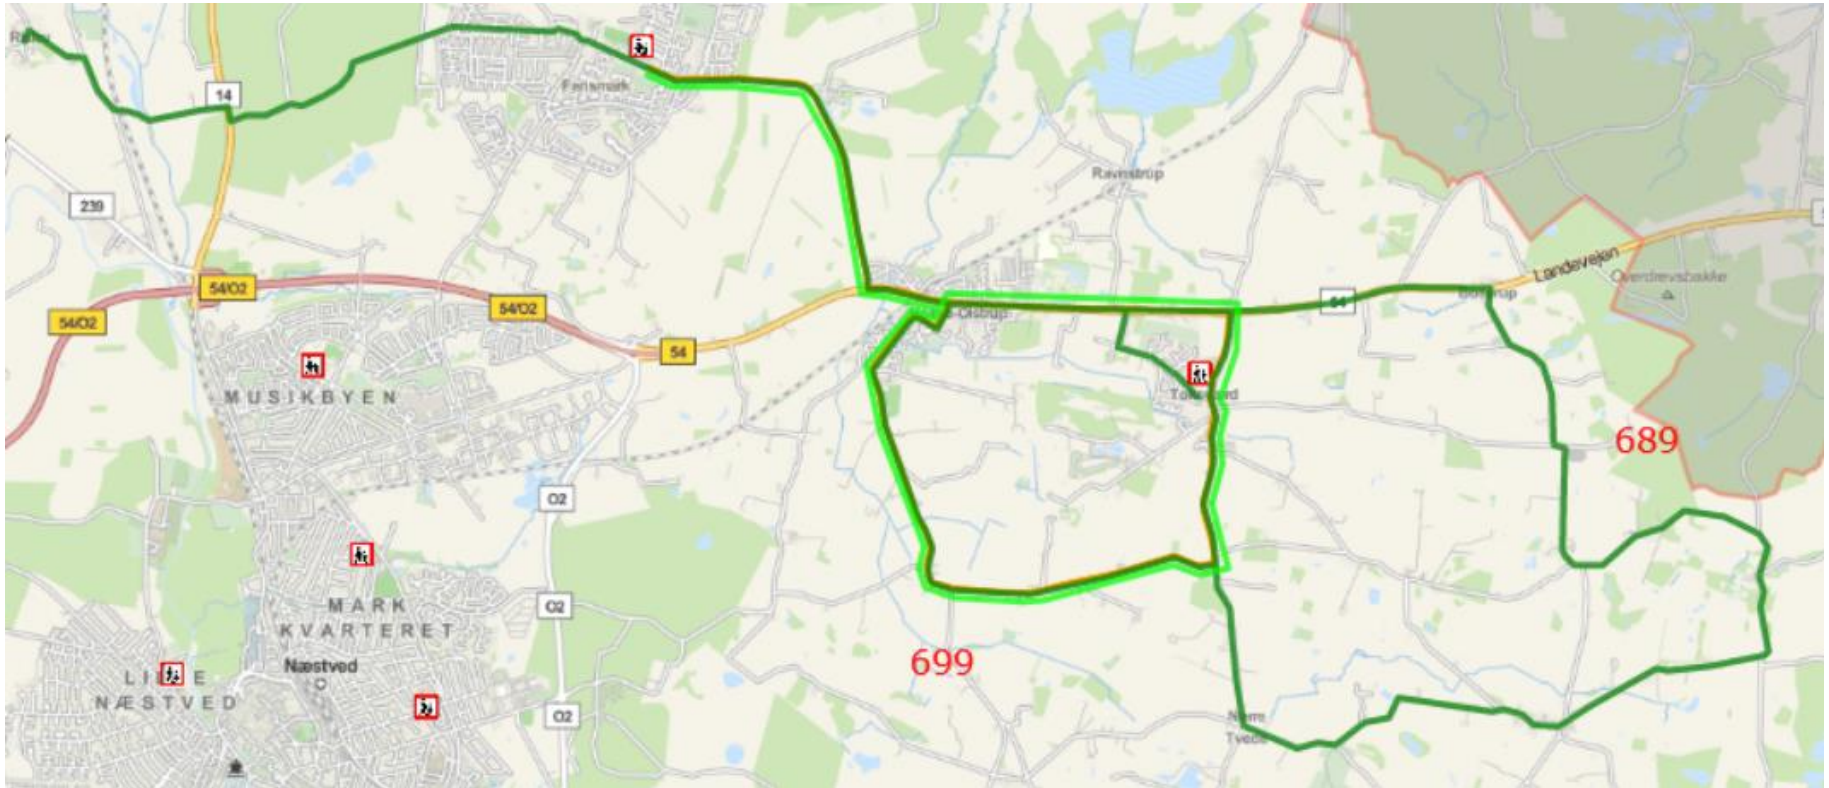 14
Fensmark
239
Ravnstrup
54/O2
54/O2
54/O2
Landevejen
Overdrevsbakke
54
MUSIKBYEN
689
O2
O2
MARK
KVARTERET
699
Næstved
NÆSTVED
O2